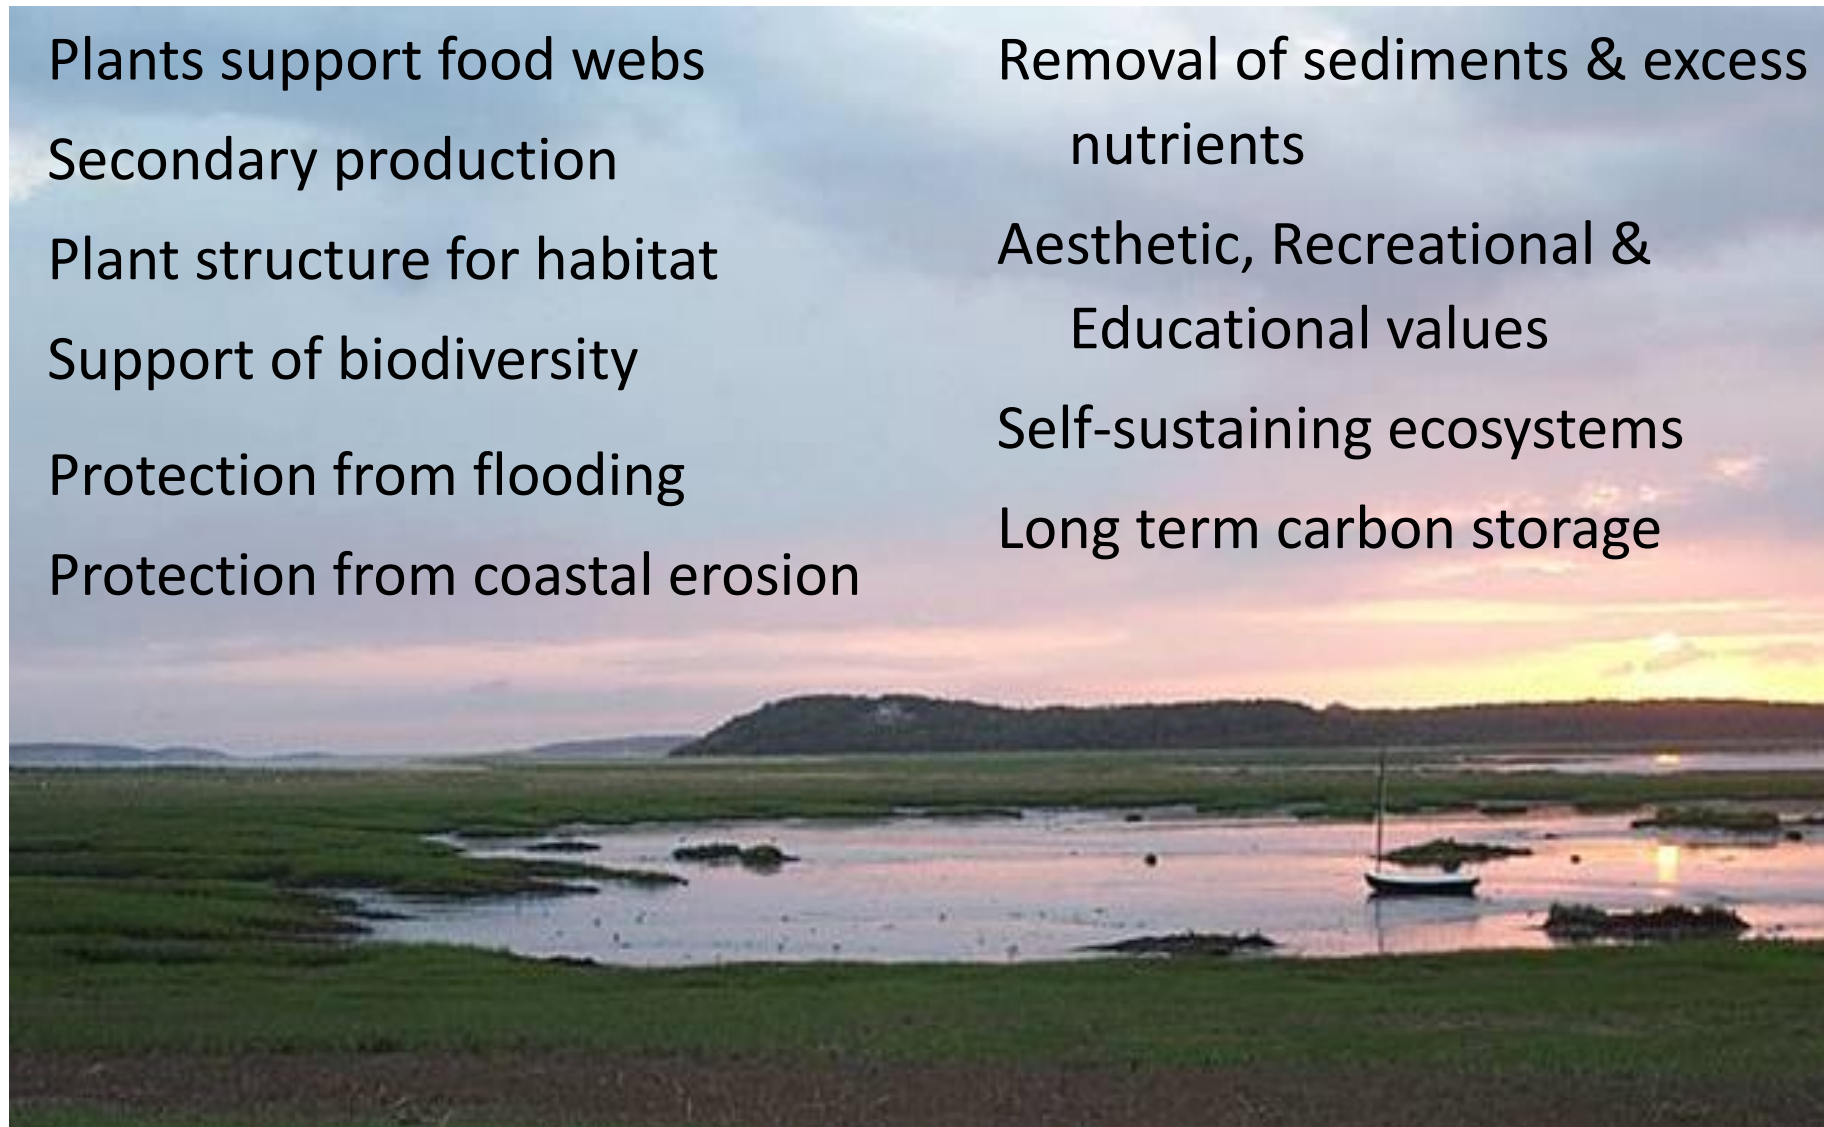 Plants support food webs
Secondary production
Plant structure for habitat
Support of biodiversity
Protection from flooding
Protection from coastal erosion
Removal of sediments & excess
nutrients
Aesthetic, Recreational &
Educational values
Self-sustaining ecosystems
Long term carbon storage